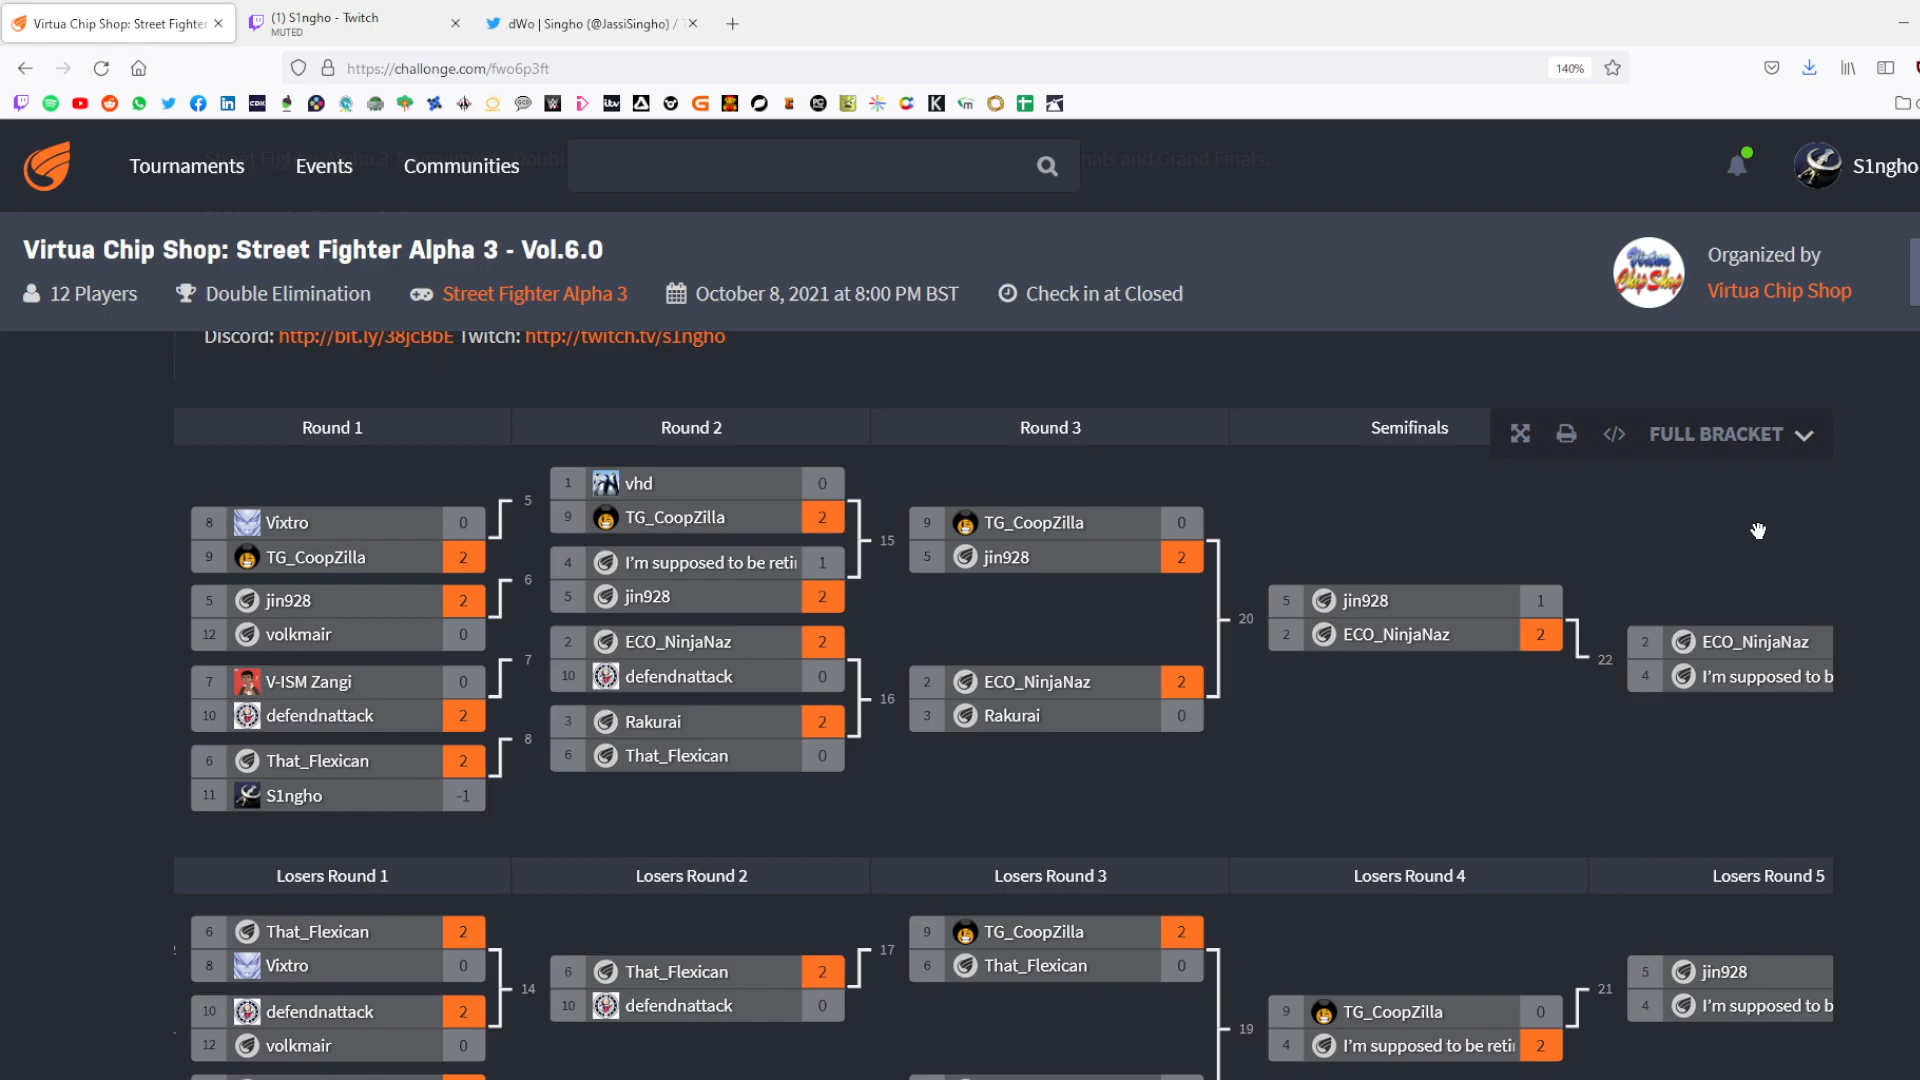 Virtua Chip Shop: Street Fighter
(1) S1ngho - Twitch
MUTED
dWo | Singho (@JassiSingho) / T
https://challonge.com/fwo6p3ft
140%
Tournaments
Events
Communities
S1ngho
Virtua Chip Shop: Street Fighter Alpha 3 - Vol.6.0
12 Players
Double Elimination
Street Fighter Alpha 3
October 8, 2021 at 8:00 PM BST
Check in at Closed
Organized by
Virtua Chip Shop
Discord: http://bit.ly/38jcBbE Twitch: http://twitch.tv/s1ngho
Round 1
Round 2
Round 3
Semifinals
FULL BRACKET
8 Vixtro 0
9 TG_CoopZilla 2
5 jin928 2
12 volkmair 0
7 V-ISM Zangi 0
10 defendnattack 2
6 That_Flexican 2
11 S1ngho -1
5
1 vhd 0
9 TG_CoopZilla 2
6
4 I'm supposed to be reti 1
5 jin928 2
7
2 ECO_NinjaNaz 2
10 defendnattack 0
8
3 Rakurai 2
6 That_Flexican 0
15
9 TG_CoopZilla 0
5 jin928 2
16
2 ECO_NinjaNaz 2
3 Rakurai 0
20
5 jin928 1
2 ECO_NinjaNaz 2
22
2 ECO_NinjaNaz
4 I'm supposed to b
Losers Round 1
Losers Round 2
Losers Round 3
Losers Round 4
Losers Round 5
6 That_Flexican 2
8 Vixtro 0
10 defendnattack 2
12 volkmair 0
14
6 That_Flexican 2
10 defendnattack 0
17
9 TG_CoopZilla 2
6 That_Flexican 0
19
9 TG_CoopZilla 0
4 I'm supposed to be reti 2
21
5 jin928
4 I'm supposed to b